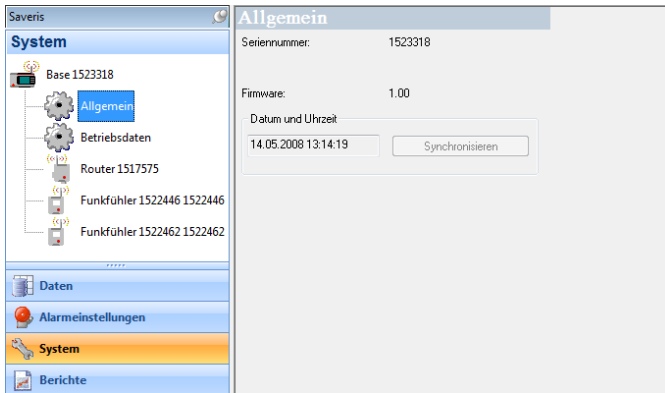 Saveris
System
Base 1523318
Allgemein
Betriebsdaten
Router 1517575
Funkfühler 1522446 1522446
Funkfühler 1522462 1522462
Daten
Alarmeinstellungen
System
Berichte
Allgemein
Seriennummer: 1523318
Firmware: 1.00
Datum und Uhrzeit
14.05.2008 13:14:19 Synchronisieren